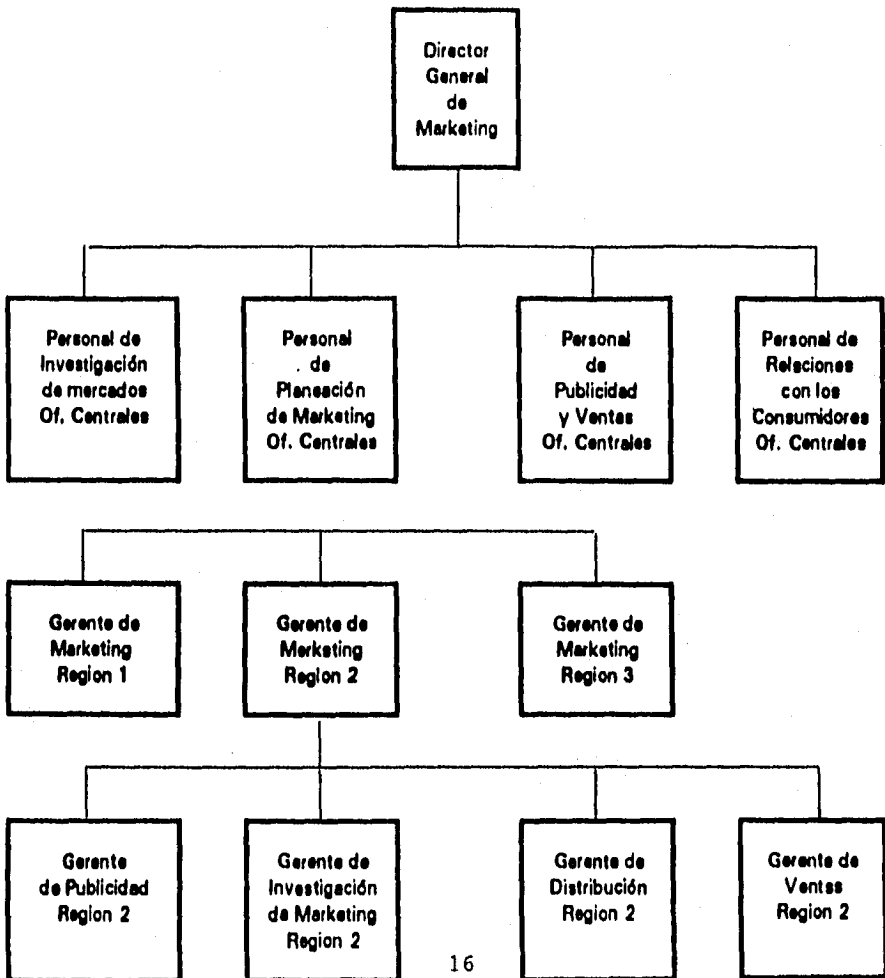 Director
General
de
Marketing
Personal de
Investigación
de mercados
Of. Centrales
Personal
. de
Planeación
de Marketing
Of. Centrales
Personal
de
Publicidad
y Ventas
Of. Centrales
Personal de
Relaciones
con los
Consumidores
Of. Centrales
Gerente de
Marketing
Region 1
Gerente de
Marketing
Region 2
Gerente de
Marketing
Region 3
Gerente
de Publicidad
Region 2
Gerente de
Investigación
de Marketing
Region 2
Gerente de
Distribución
Region 2
Gerente de
Ventas
Region 2
16